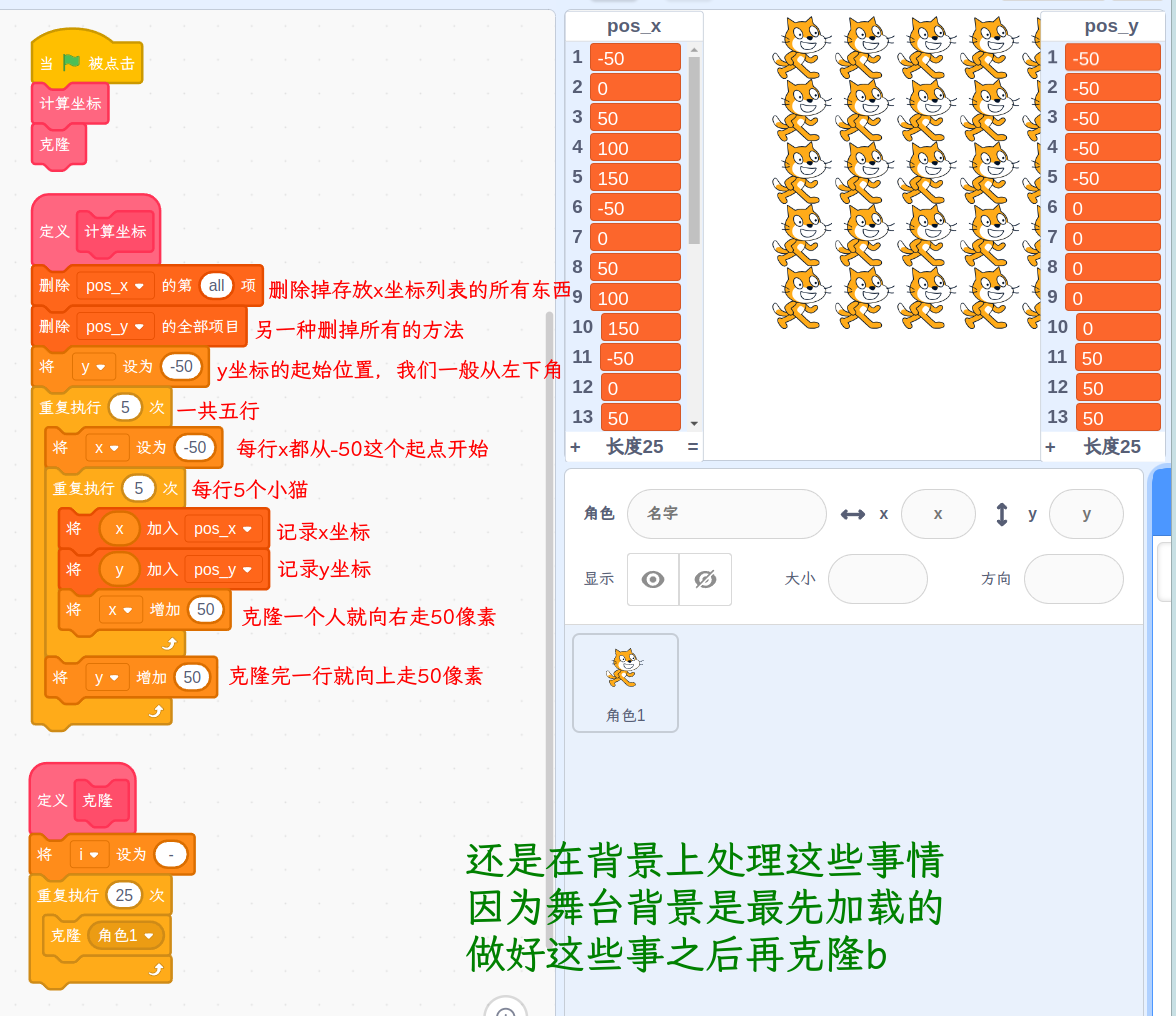 当 被点击
计算坐标
克隆
定义 计算坐标
删除 pos_x 的第 all 项 删除掉存放x坐标列表的所有东西
删除 pos_y 的全部项目 另一种删掉所有的方法
将 y 设为 -50 y坐标的起始位置，我们一般从左下角
重复执行 5 次 一共五行
将 x 设为 -50 每行x都从-50这个起点开始
重复执行 5 次 每行5个小猫
将 x 加入 pos_x 记录x坐标
将 y 加入 pos_y 记录y坐标
将 x 增加 50 克隆一个人就向右走50像素
将 y 增加 50 克隆完一行就向上走50像素
定义 克隆
将 i 设为 -
重复执行 25 次
克隆 角色1
pos_x
1 -50
2 0
3 50
4 100
5 150
6 -50
7 0
8 50
9 100
10 150
11 -50
12 0
13 50
+ 长度25 =
pos_y
1 -50
2 -50
3 -50
4 -50
5 -50
6 0
7 0
8 0
9 0
10 0
11 50
12 50
13 50
+ 长度25
角色 名字 x x y y
显示 大小 方向
角色1
还是在背景上处理这些事情
因为舞台背景是最先加载的
做好这些事之后再克隆b